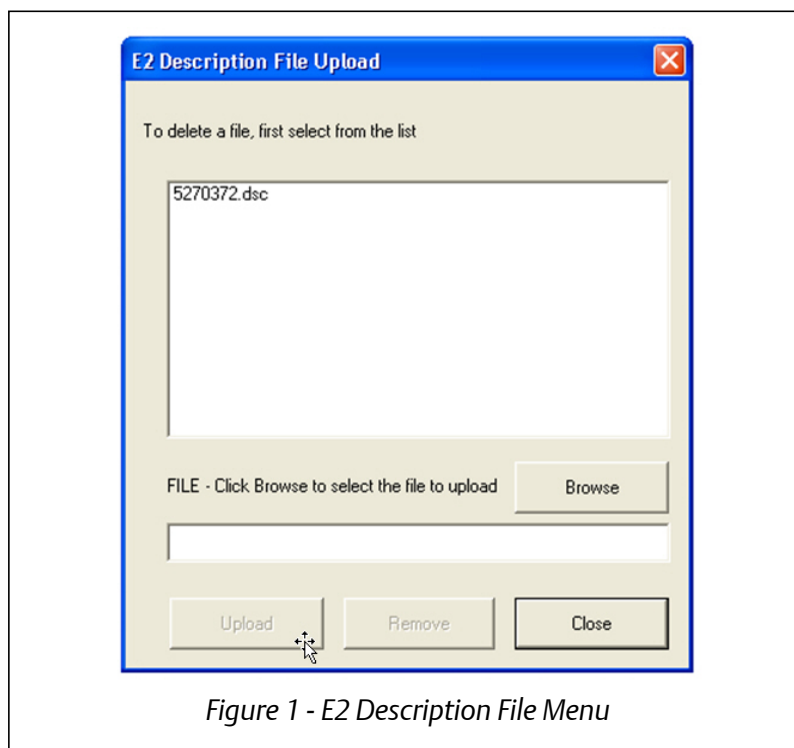 E2 Description File Upload
To delete a file, first select from the list
5270372.dsc
FILE - Click Browse to select the file to upload
Browse
Upload
Remove
Close
Figure 1 - E2 Description File Menu